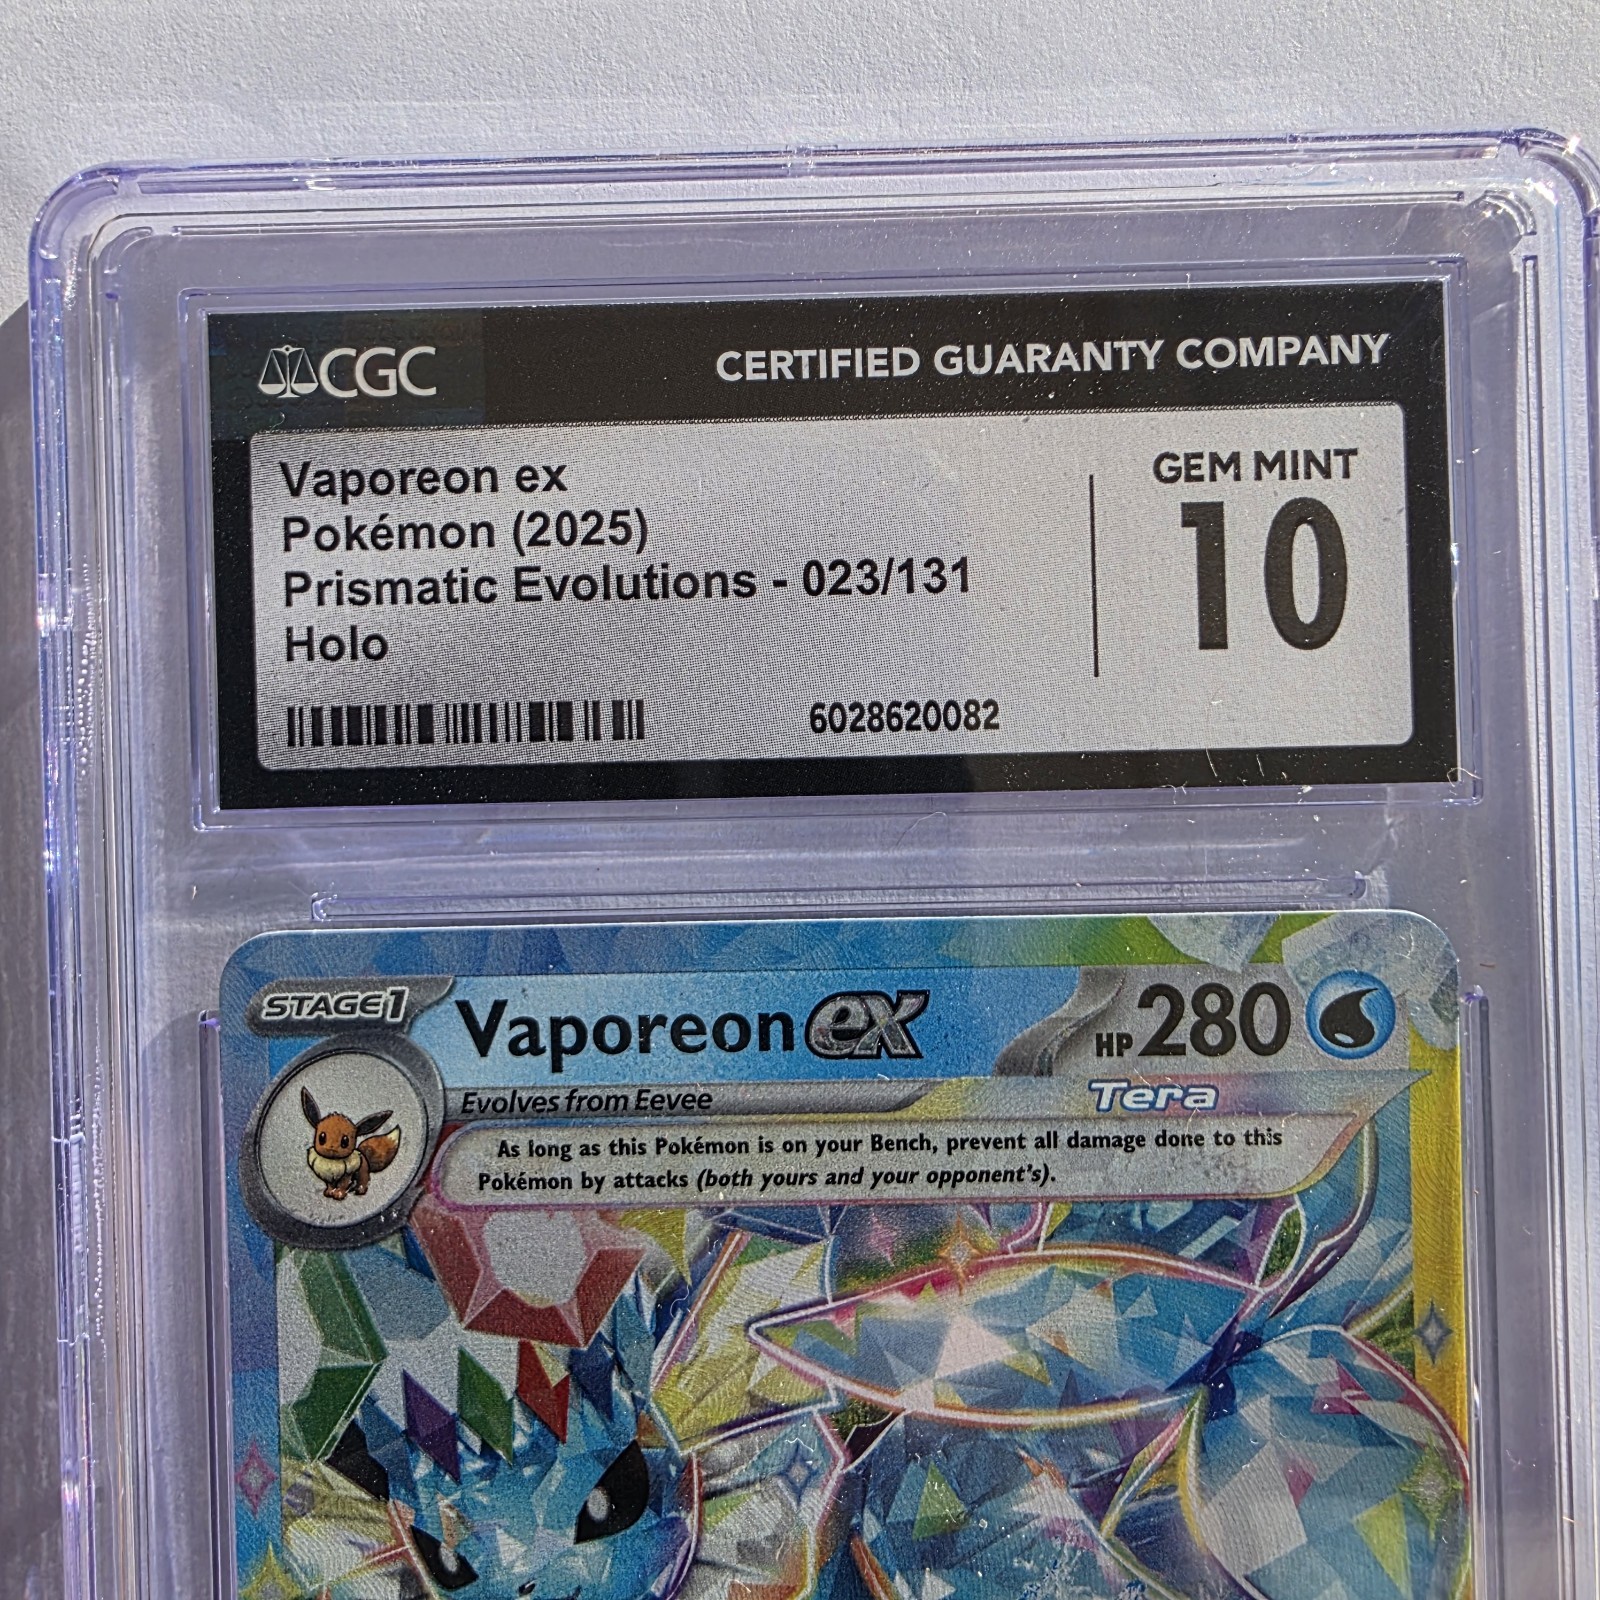 CGC CERTIFIED GUARANTY COMPANY
Vaporeon ex
Pokémon (2025)
Prismatic Evolutions - 023/131
Holo
6028620082
GEM MINT
10
STAGE1 Vaporeon ex HP 280
Evolves from Eevee Tera
As long as this Pokémon is on your Bench, prevent all damage done to this
Pokémon by attacks (both yours and your opponent's).